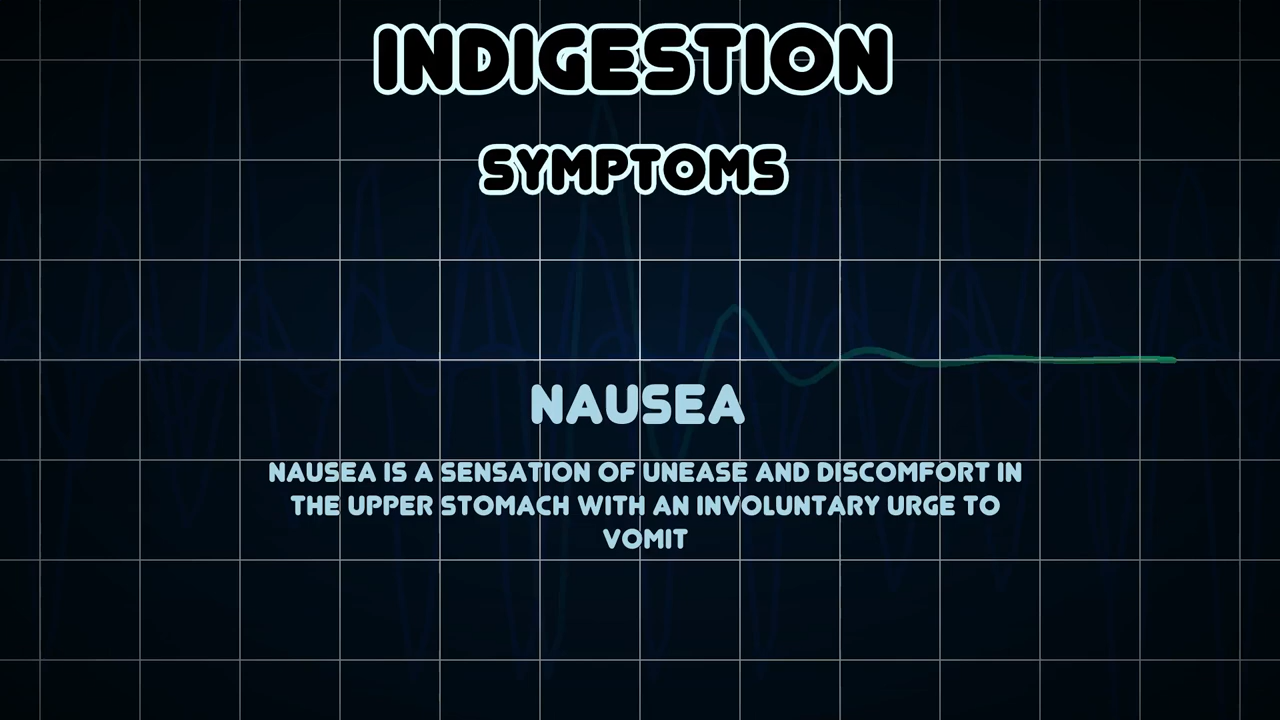 INDIGESTION
SYMPTOMS
NAUSEA
NAUSEA IS A SENSATION OF UNEASE AND DISCOMFORT IN
THE UPPER STOMACH WITH AN INVOLUNTARY URGE TO
VOMIT